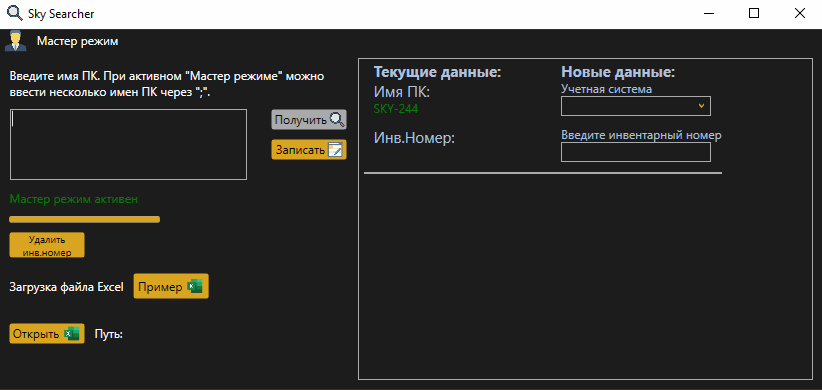 Sky Searcher
Мастер режим
Введите имя ПК. При активном "Мастер режиме" можно
ввести несколько имен ПК через ";".
Получить
Записать
Мастер режим активен
Удалить
инв.номер
Загрузка файла Excel
Пример
Открыть
Путь:
Текущие данные:
Новые данные:
Имя ПК:
Учетная система
SKY-244
Инв.Номер:
Введите инвентарный номер